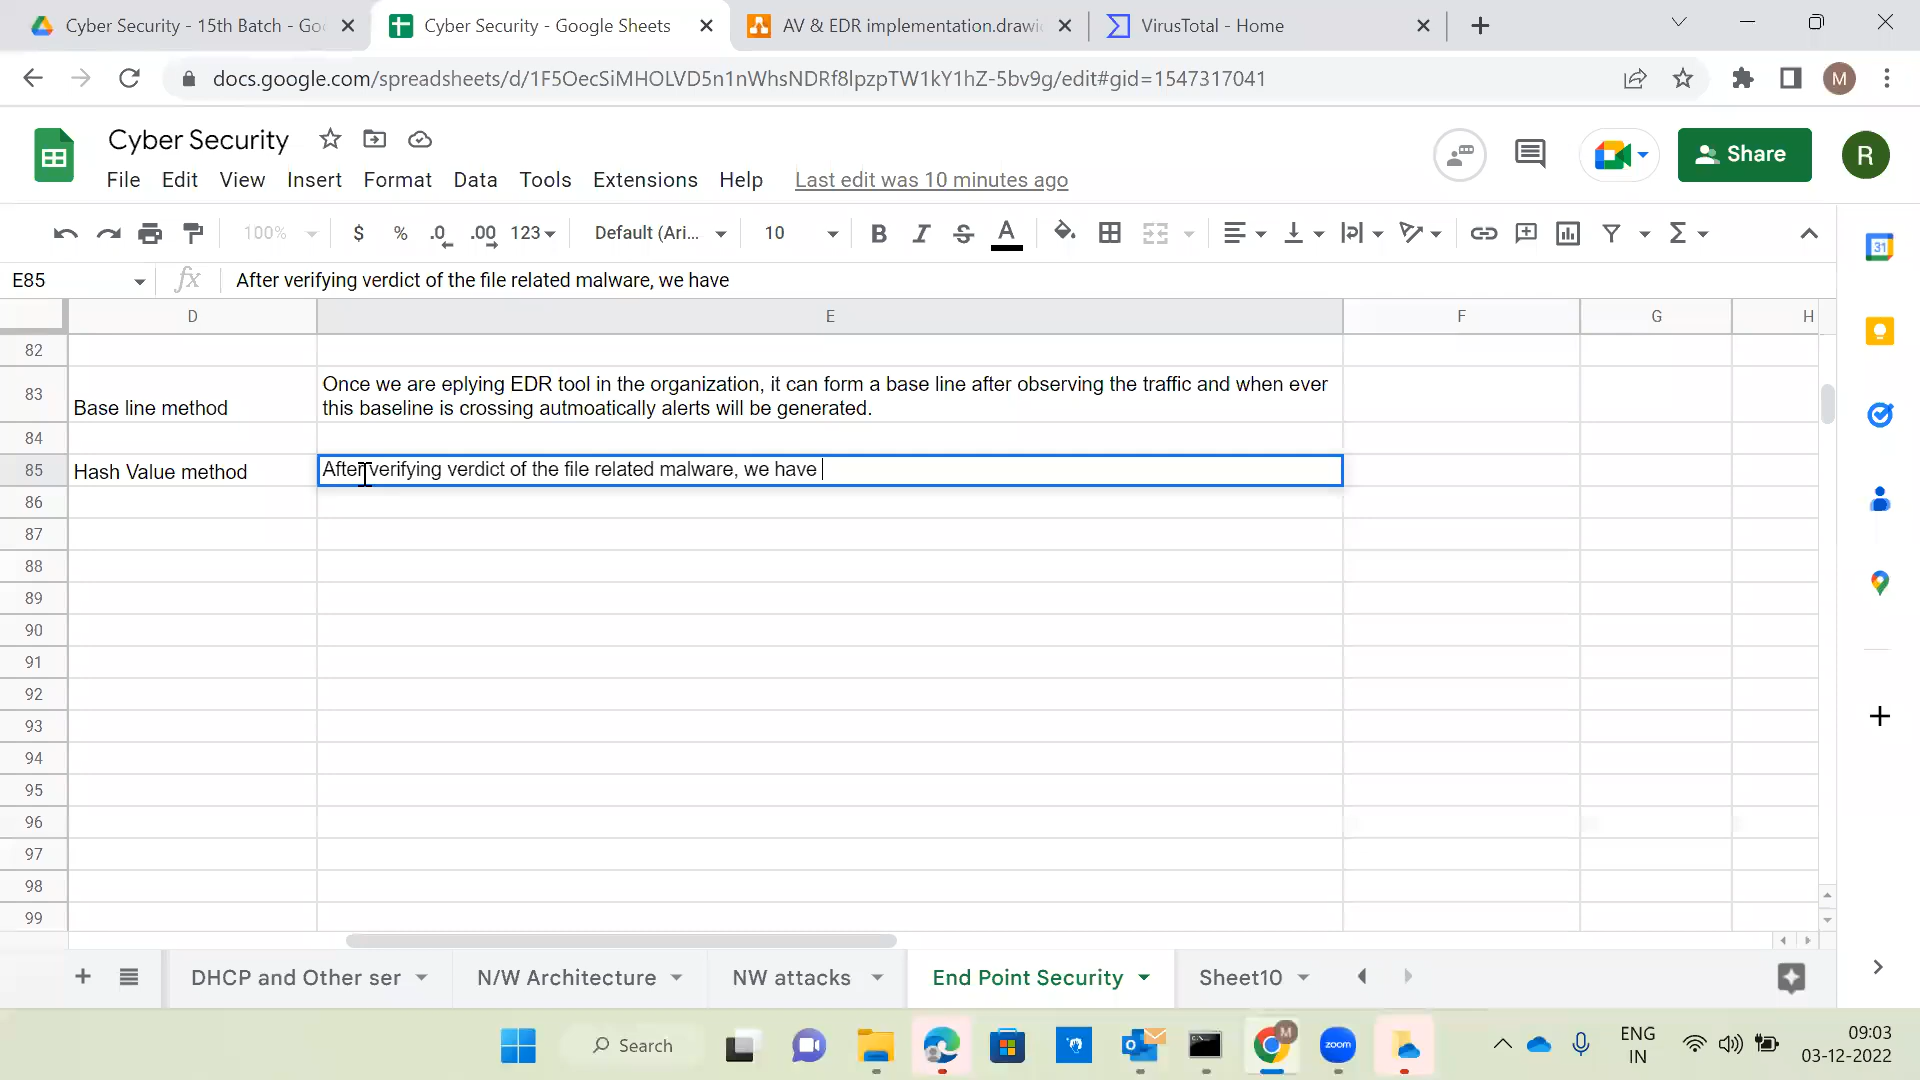 Cyber Security - 15th Batch - Go
Cyber Security - Google Sheets
AV & EDR implementation.drawi
VirusTotal - Home
docs.google.com/spreadsheets/d/1F5OecSiMHOLVD5n1nWhsNDRf8lpzpTW1kY1hZ-5bv9g/edit#gid=1547317041
M
Cyber Security
Share
R
File Edit View Insert Format Data Tools Extensions Help Last edit was 10 minutes ago
100% $ % .0 .00 123 Default (Ari... 10 B I S A
31
E85 fx After verifying verdict of the file related malware, we have
D E F G H
82
83 Base line method
Once we are eplying EDR tool in the organization, it can form a base line after observing the traffic and when ever
this baseline is crossing autmoatically alerts will be generated.
84
85 Hash Value method After verifying verdict of the file related malware, we have
86
87
88
89
90
91
92
93
94
95
96
97
98
99
DHCP and Other ser
N/W Architecture
NW attacks
End Point Security
Sheet10
Search
M
zoom
ENG
IN
09:03
03-12-2022